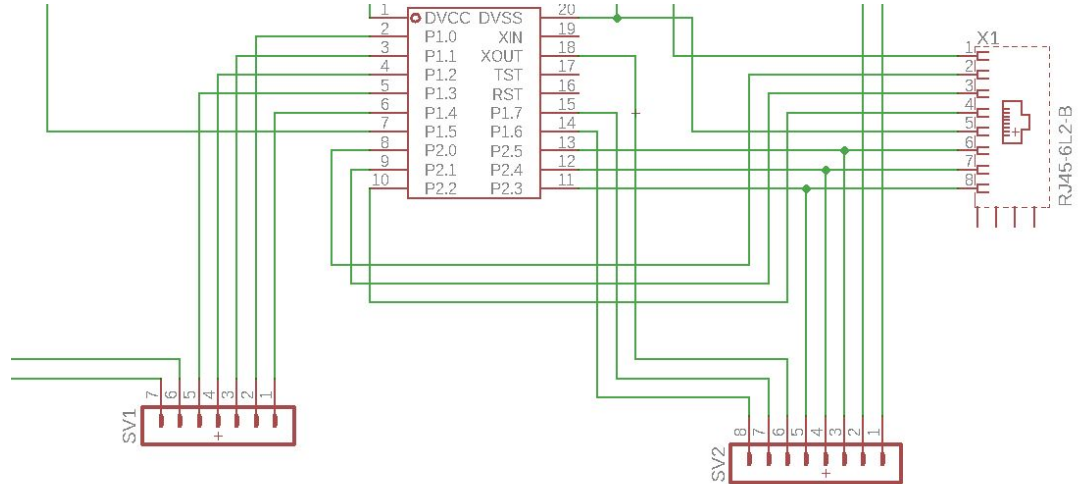 1 DVCC DVSS 20
2 P1.0 XIN 19
3 P1.1 XOUT 18
4 P1.2 TST 17
5 P1.3 RST 16
6 P1.4 P1.7 15
7 P1.5 P1.6 14
8 P2.0 P2.5 13
9 P2.1 P2.4 12
10 P2.2 P2.3 11
X1
1
2
3
4
5
6
7
8
RJ45-6L2-B
SV1
7 6 5 4 3 2 1
SV2
8 7 6 5 4 3 2 1